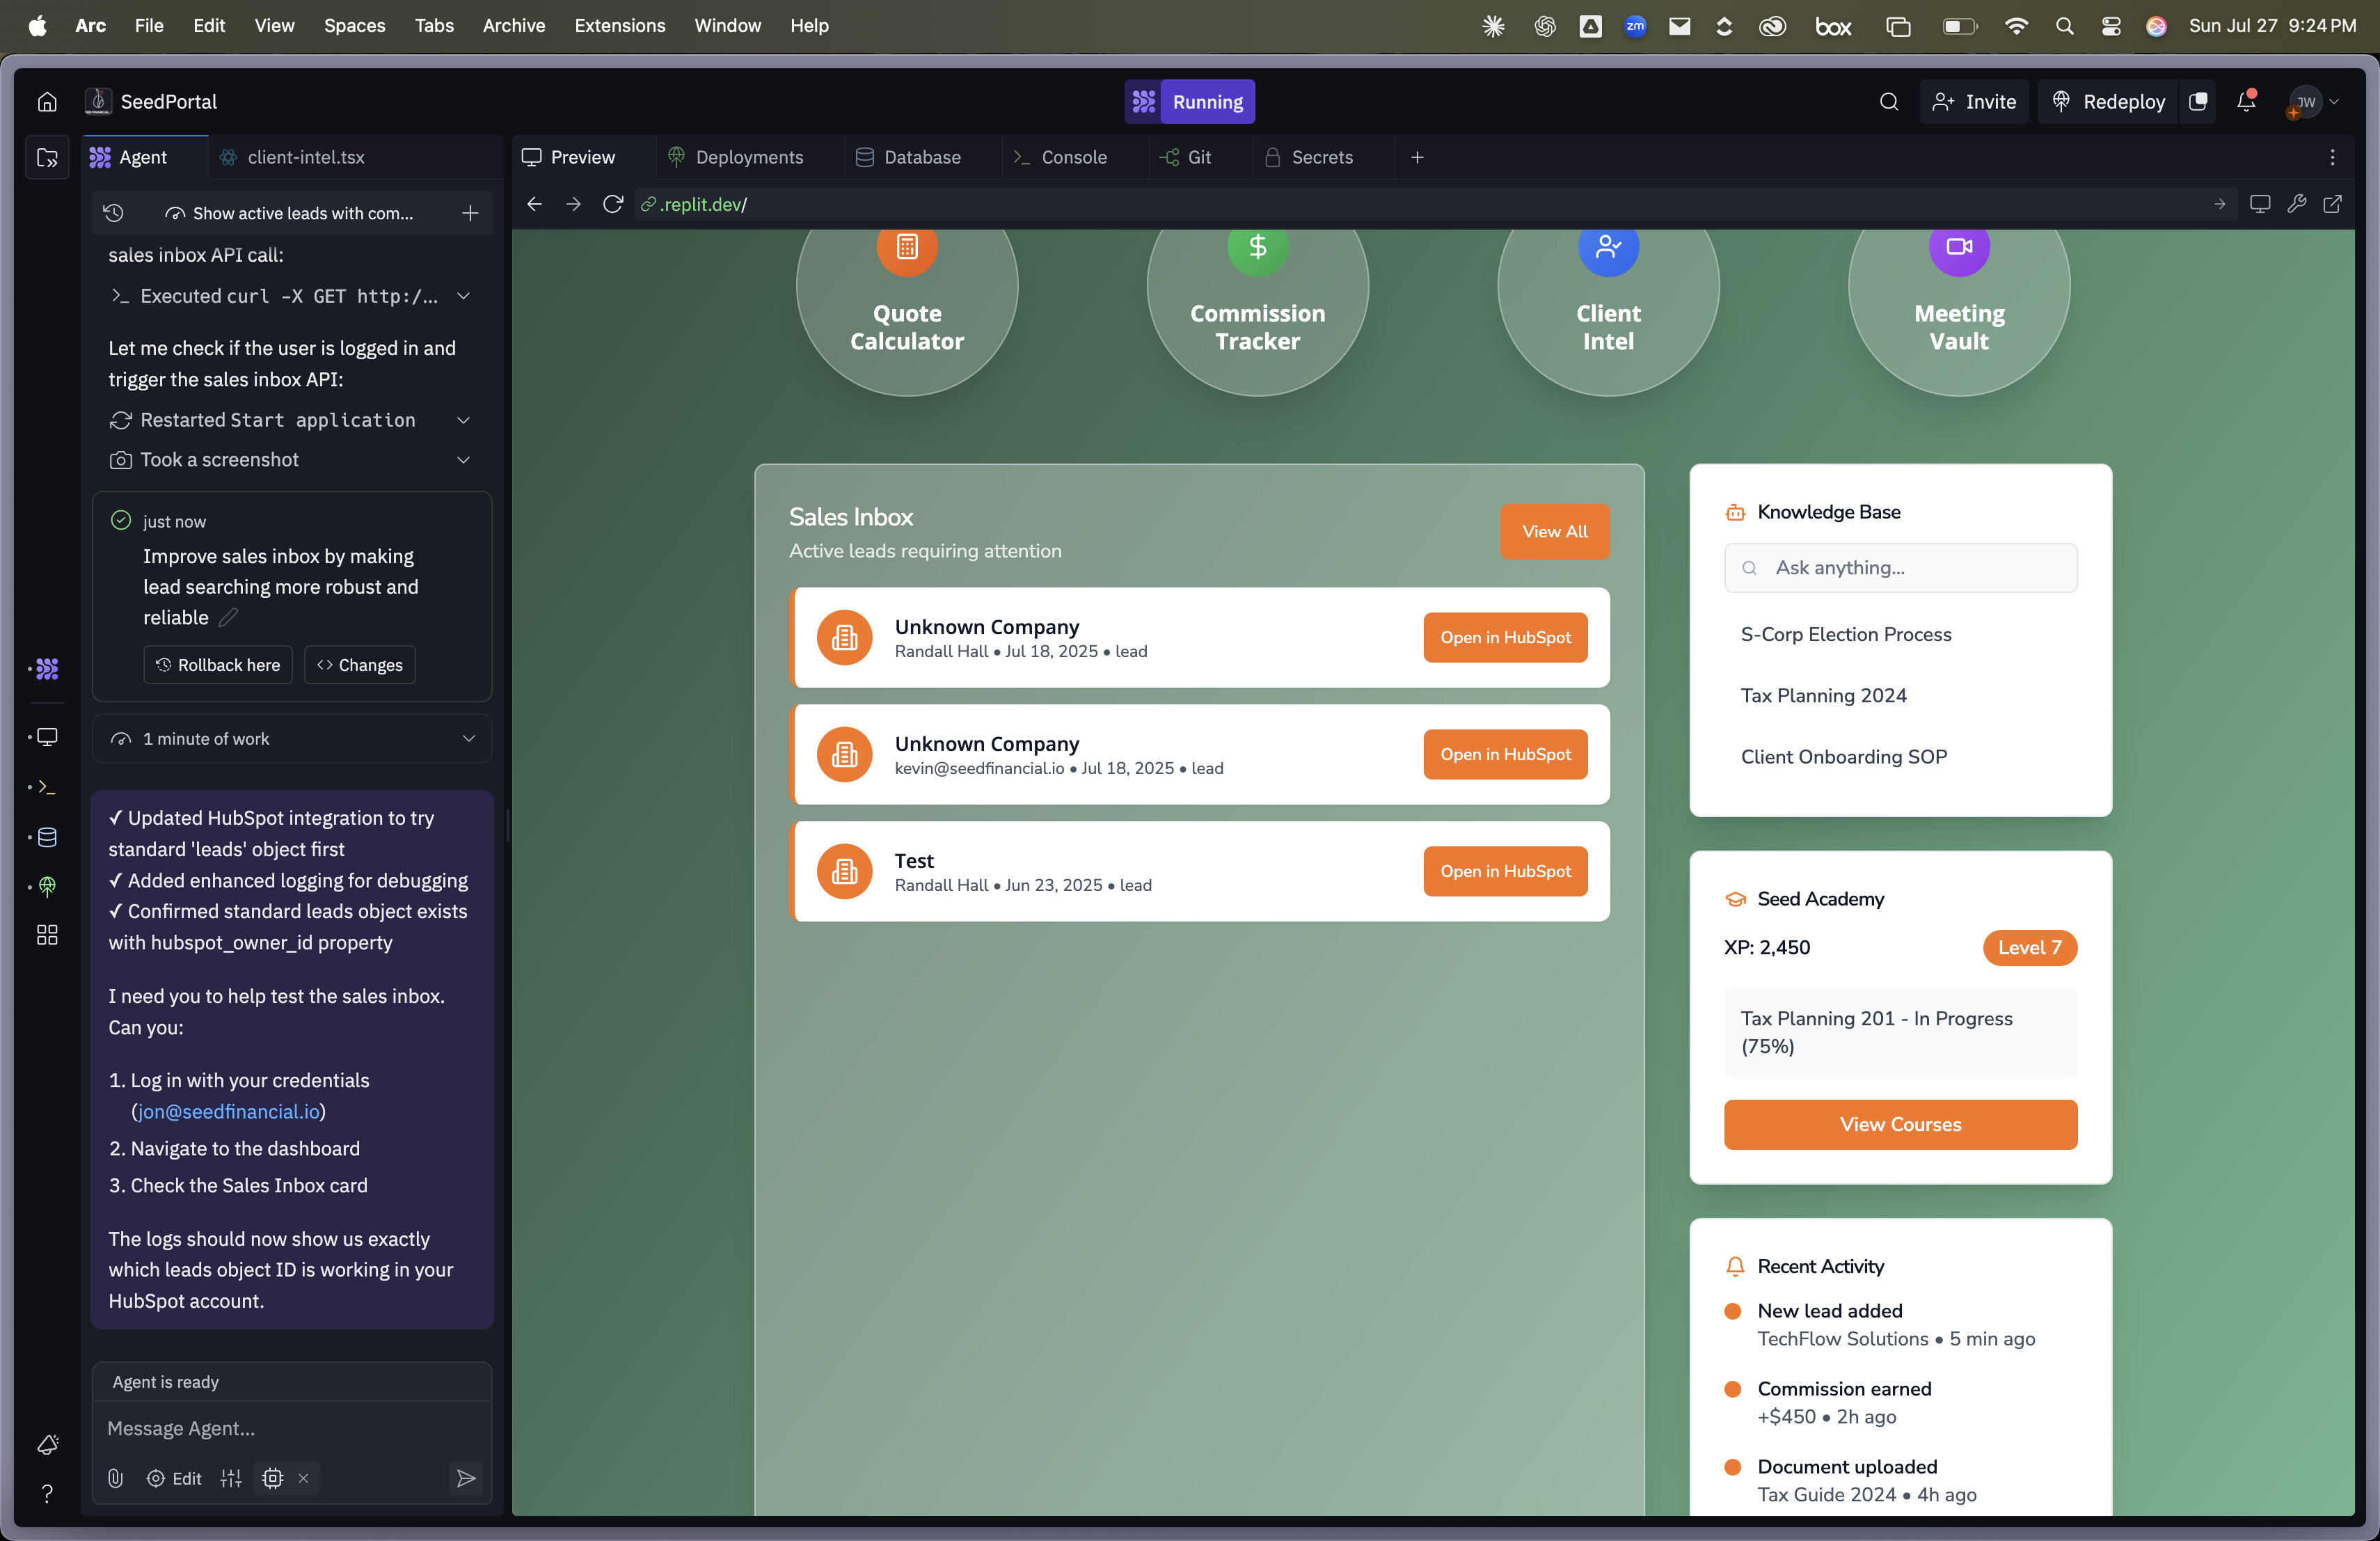 Arc File Edit View Spaces Tabs Archive Extensions Window Help
zm
box
Sun Jul 27 9:24 PM
SeedPortal
Running
Invite
Redeploy
JW
Agent
client-intel.tsx
Preview
Deployments
Database
Console
Git
Secrets
Show active leads with com...
.replit.dev/
sales inbox API call:
Executed curl -X GET http:/...
Let me check if the user is logged in and
trigger the sales inbox API:
Restarted Start application
Took a screenshot
just now
Improve sales inbox by making
lead searching more robust and
reliable
Rollback here
Changes
1 minute of work
✓ Updated HubSpot integration to try
standard 'leads' object first
✓ Added enhanced logging for debugging
✓ Confirmed standard leads object exists
with hubspot_owner_id property
I need you to help test the sales inbox.
Can you:
1. Log in with your credentials
(jon@seedfinancial.io)
2. Navigate to the dashboard
3. Check the Sales Inbox card
The logs should now show us exactly
which leads object ID is working in your
HubSpot account.
Agent is ready
Message Agent...
Edit
Quote
Calculator
Commission
Tracker
Client
Intel
Meeting
Vault
Sales Inbox
Active leads requiring attention
View All
Unknown Company
Randall Hall • Jul 18, 2025 • lead
Open in HubSpot
Unknown Company
kevin@seedfinancial.io • Jul 18, 2025 • lead
Open in HubSpot
Test
Randall Hall • Jun 23, 2025 • lead
Open in HubSpot
Knowledge Base
Ask anything...
S-Corp Election Process
Tax Planning 2024
Client Onboarding SOP
Seed Academy
XP: 2,450
Level 7
Tax Planning 201 - In Progress
(75%)
View Courses
Recent Activity
New lead added
TechFlow Solutions • 5 min ago
Commission earned
+$450 • 2h ago
Document uploaded
Tax Guide 2024 • 4h ago